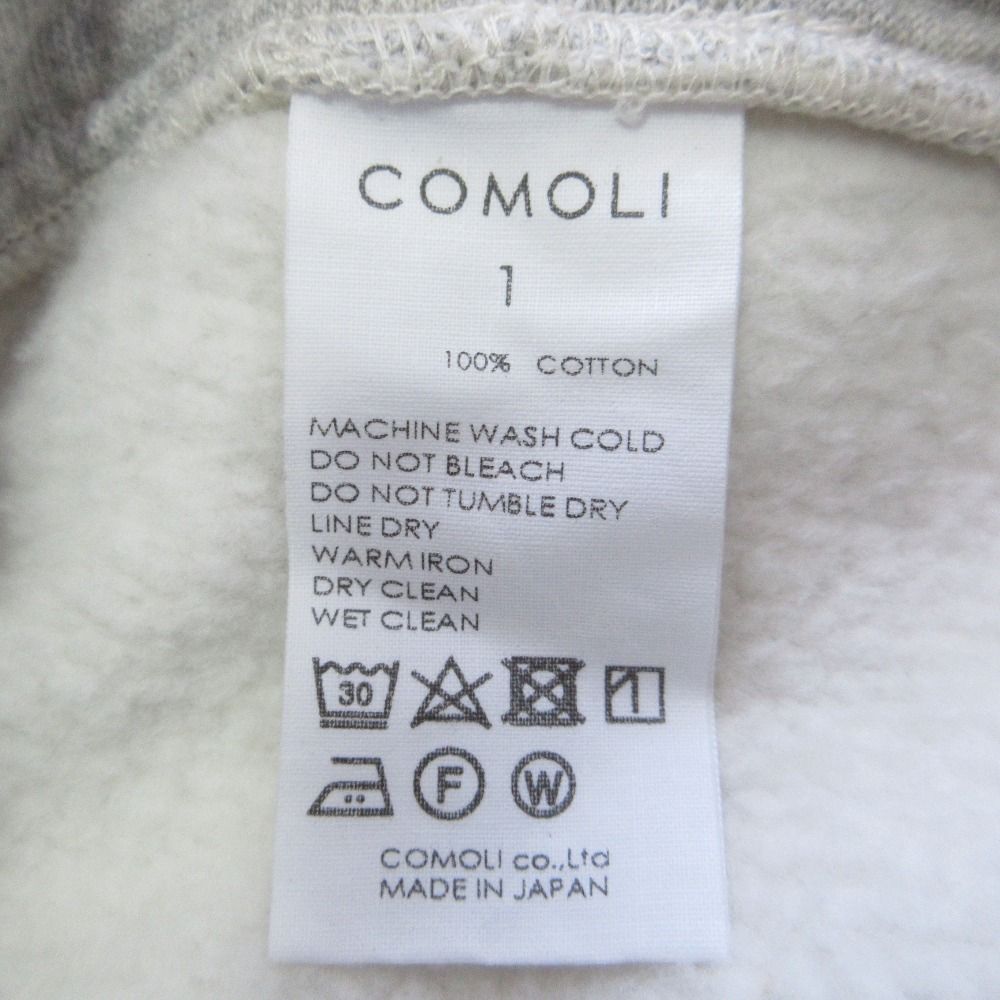 COMOLI
1
100% COTTON
MACHINE WASH COLD
DO NOT BLEACH
DO NOT TUMBLE DRY
LINE DRY
WARM IRON
DRY CLEAN
WET CLEAN
30
F W
COMOLI co.,Ltd
MADE IN JAPAN